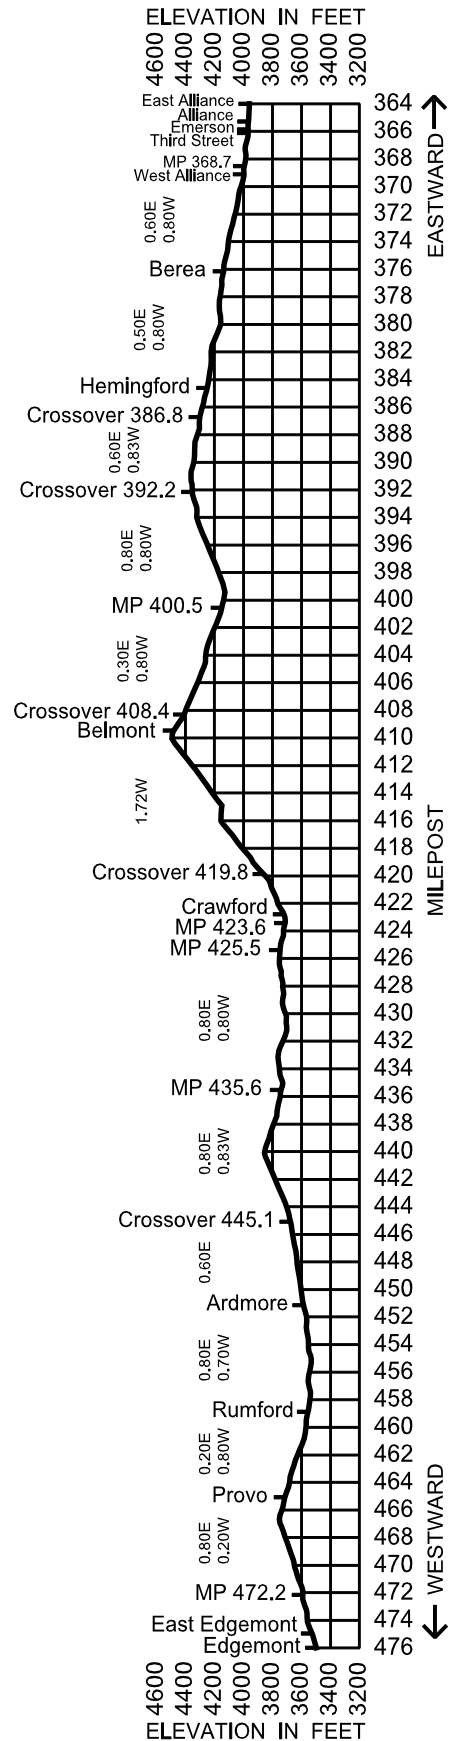 ELEVATION IN FEET
4600 4400 4200 4000 3800 3600 3400 3200
East Alliance 364
Alliance
Emerson 366
Third Street
MP 368.7 368
West Alliance
370
0.60E
0.80W
372
374
Berea 376
378
0.50E
0.80W
380
382
Hemingford 384
Crossover 386.8 386
0.60E
0.83W
388
390
Crossover 392.2 392
394
0.80E
0.80W
396
398
MP 400.5 400
402
0.30E
0.80W
404
406
Crossover 408.4 408
Belmont 410
412
1.72W
414
416
418
Crossover 419.8 420
Crawford 422
MP 423.6 424
MP 425.5 426
428
0.80E
0.80W
430
432
434
MP 435.6 436
438
0.80E
0.83W
440
442
444
Crossover 445.1 446
0.60E
448
450
Ardmore 452
0.80E
0.70W
454
456
458
Rumford 460
0.20E
0.80W
462
464
Provo 466
0.80E
0.20W
468
470
MP 472.2 472
East Edgemont 474
Edgemont 476
EASTWARD
MILEPOST
WESTWARD
4600 4400 4200 4000 3800 3600 3400 3200
ELEVATION IN FEET